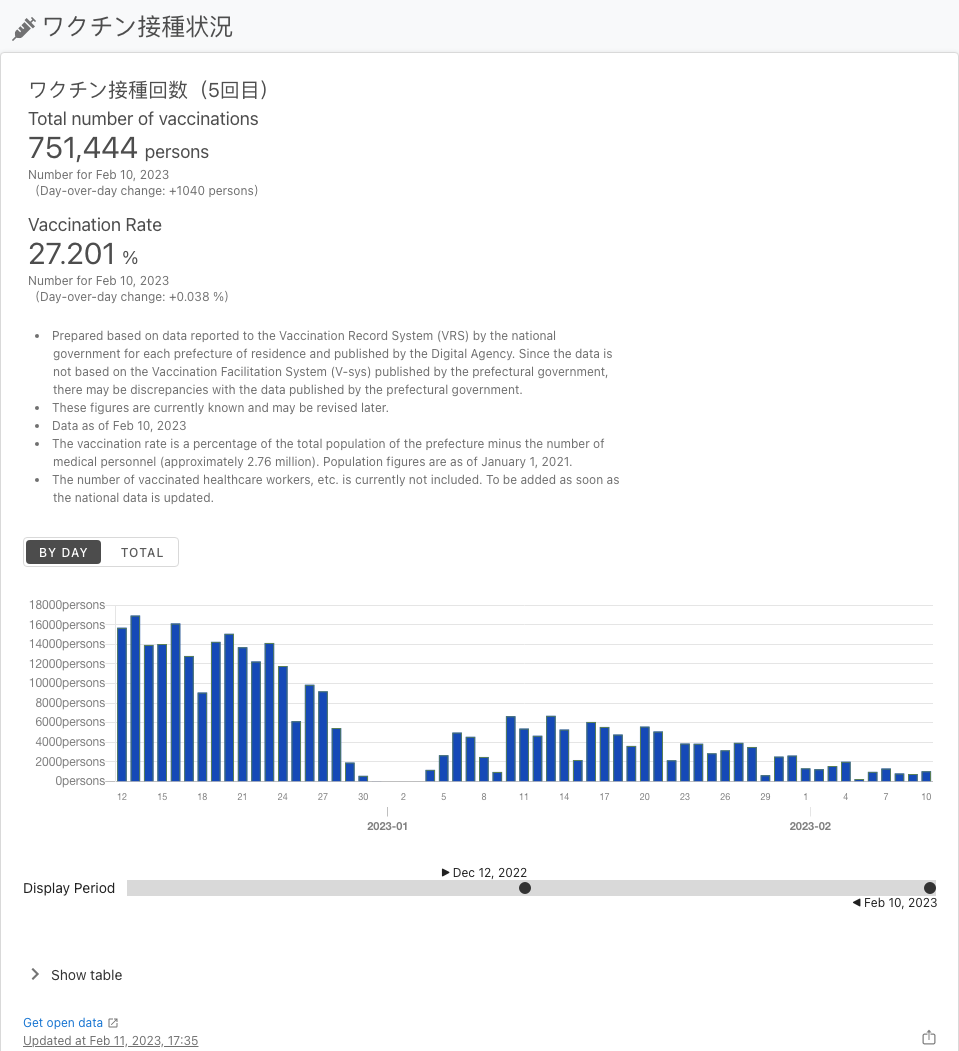 ワクチン接種状況
ワクチン接種回数（5回目）
Total number of vaccinations
751,444 persons
Number for Feb 10, 2023
（Day-over-day change: +1040 persons）
Vaccination Rate
27.201 %
Number for Feb 10, 2023
（Day-over-day change: +0.038 %）
• Prepared based on data reported to the Vaccination Record System (VRS) by the national
government for each prefecture of residence and published by the Digital Agency. Since the data is
not based on the Vaccination Facilitation System (V-sys) published by the prefectural government,
there may be discrepancies with the data published by the prefectural government.
• These figures are currently known and may be revised later.
• Data as of Feb 10, 2023
• The vaccination rate is a percentage of the total population of the prefecture minus the number of
medical personnel (approximately 2.76 million). Population figures are as of January 1, 2021.
• The number of vaccinated healthcare workers, etc. is currently not included. To be added as soon as
the national data is updated.
BY DAY TOTAL
18000persons
16000persons
14000persons
12000persons
10000persons
8000persons
6000persons
4000persons
2000persons
0persons
12 15 18 21 24 27 30 2 5 8 11 14 17 20 23 26 29 1 4 7 10
2023-01 2023-02
Dec 12, 2022
Display Period
Feb 10, 2023
Show table
Get open data
Updated at Feb 11, 2023, 17:35